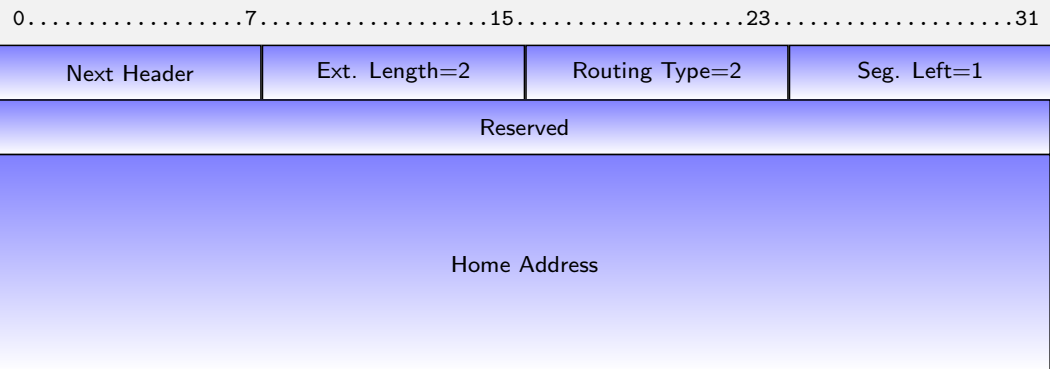 0.................7..................15..................23.....................31
Next Header Ext. Length=2 Routing Type=2 Seg. Left=1
Reserved
Home Address